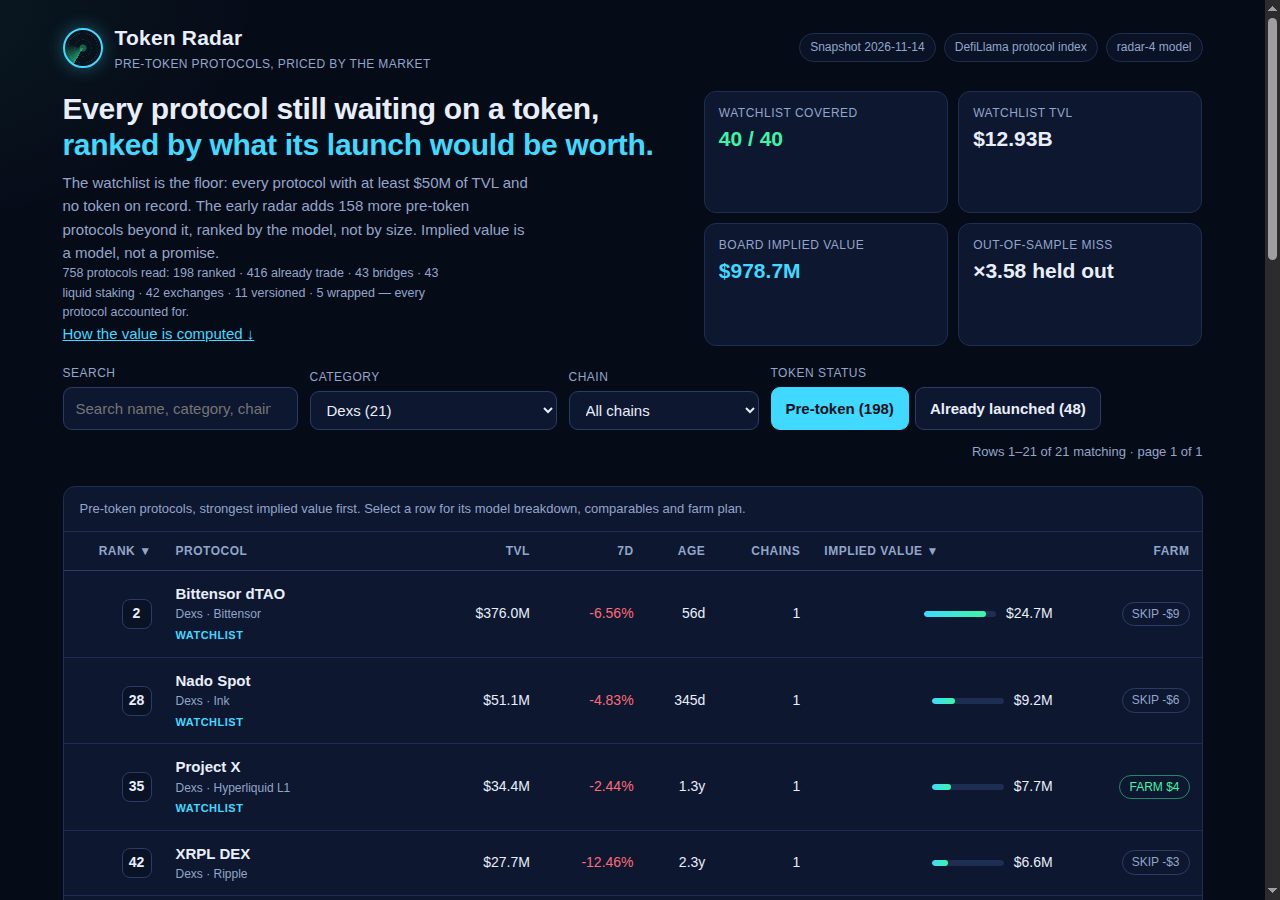 Token Radar
PRE-TOKEN PROTOCOLS, PRICED BY THE MARKET
Snapshot 2026-11-14
DefiLlama protocol index
radar-4 model
Every protocol still waiting on a token,
ranked by what its launch would be worth.
The watchlist is the floor: every protocol with at least $50M of TVL and
no token on record. The early radar adds 158 more pre-token
protocols beyond it, ranked by the model, not by size. Implied value is
a model, not a promise.
758 protocols read: 198 ranked · 416 already trade · 43 bridges · 43
liquid staking · 42 exchanges · 11 versioned · 5 wrapped — every
protocol accounted for.
How the value is computed ↓
WATCHLIST COVERED
40 / 40
WATCHLIST TVL
$12.93B
BOARD IMPLIED VALUE
$978.7M
OUT-OF-SAMPLE MISS
×3.58 held out
SEARCH
Search name, category, chain
CATEGORY
Dexs (21)
CHAIN
All chains
TOKEN STATUS
Pre-token (198)
Already launched (48)
Rows 1–21 of 21 matching · page 1 of 1
Pre-token protocols, strongest implied value first. Select a row for its model breakdown, comparables and farm plan.
RANK ▼ PROTOCOL TVL 7D AGE CHAINS IMPLIED VALUE ▼ FARM
2 Bittensor dTAO $376.0M -6.56% 56d 1 $24.7M SKIP -$9
Dexs · Bittensor
WATCHLIST
28 Nado Spot $51.1M -4.83% 345d 1 $9.2M SKIP -$6
Dexs · Ink
WATCHLIST
35 Project X $34.4M -2.44% 1.3y 1 $7.7M FARM $4
Dexs · Hyperliquid L1
WATCHLIST
42 XRPL DEX $27.7M -12.46% 2.3y 1 $6.6M SKIP -$3
Dexs · Ripple